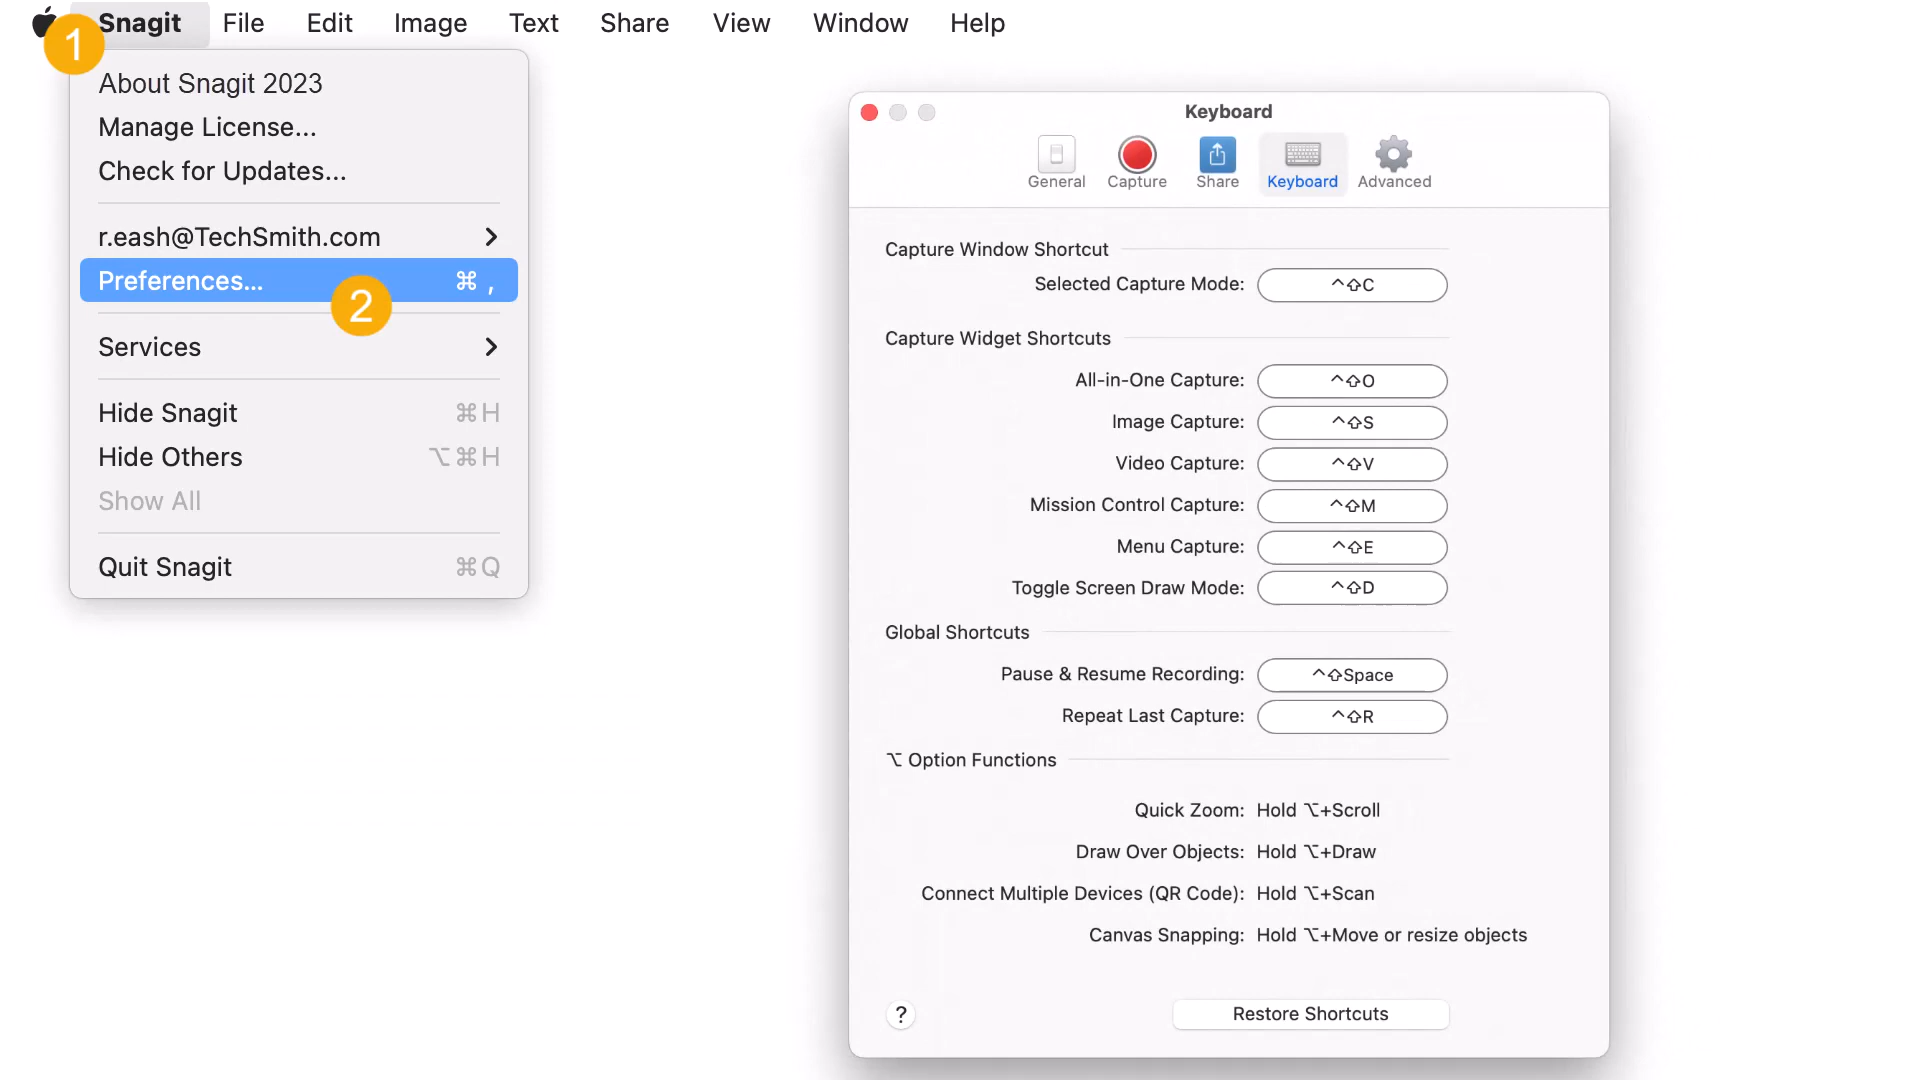 Snagit File Edit Image Text Share View Window Help
1
About Snagit 2023
Manage License...
Check for Updates...
r.eash@TechSmith.com
Preferences... ⌘ ,
2
Services
Hide Snagit ⌘H
Hide Others ⌥⌘H
Show All
Quit Snagit ⌘Q
Keyboard
General Capture Share Keyboard Advanced
Capture Window Shortcut
Selected Capture Mode: ^⇧C
Capture Widget Shortcuts
All-in-One Capture: ^⇧O
Image Capture: ^⇧S
Video Capture: ^⇧V
Mission Control Capture: ^⇧M
Menu Capture: ^⇧E
Toggle Screen Draw Mode: ^⇧D
Global Shortcuts
Pause & Resume Recording: ^⇧Space
Repeat Last Capture: ^⇧R
⌥ Option Functions
Quick Zoom: Hold ⌥+Scroll
Draw Over Objects: Hold ⌥+Draw
Connect Multiple Devices (QR Code): Hold ⌥+Scan
Canvas Snapping: Hold ⌥+Move or resize objects
? Restore Shortcuts